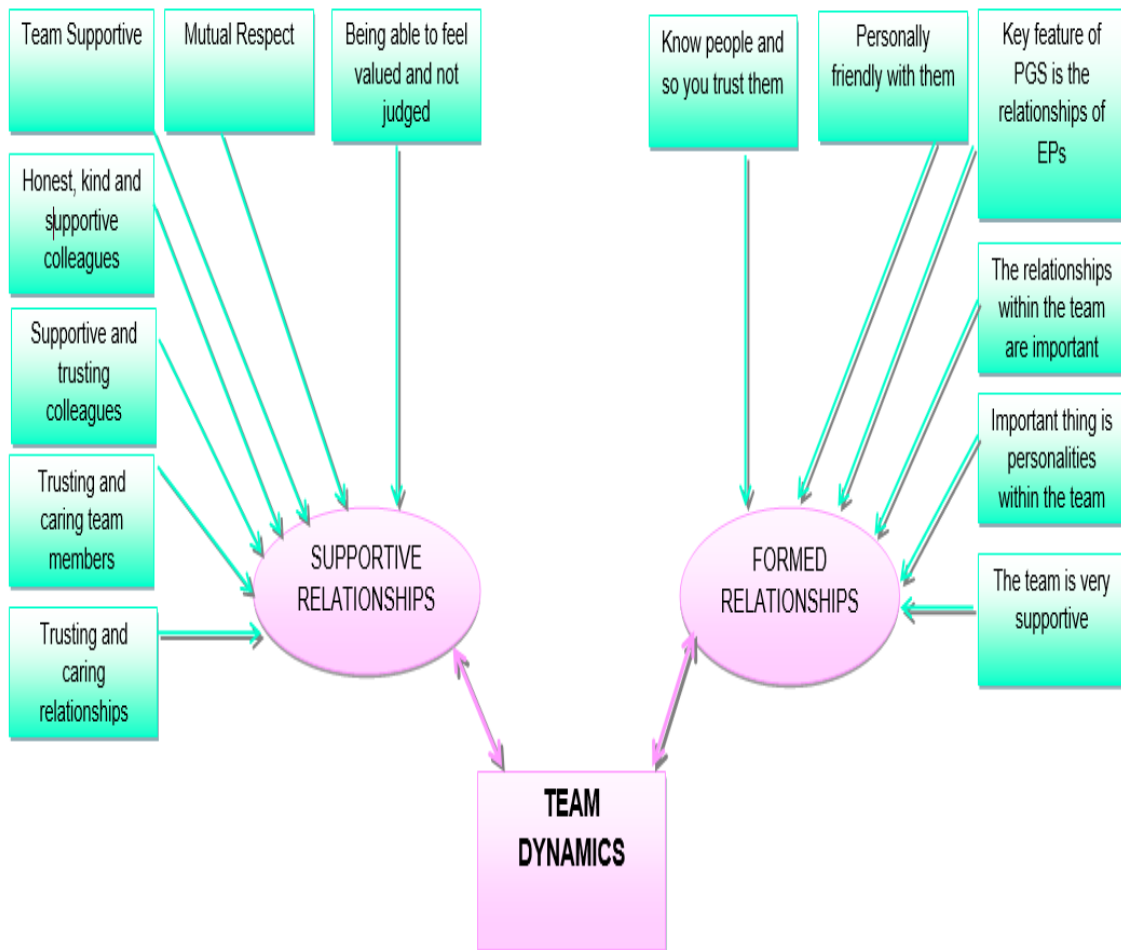 Team Supportive
Mutual Respect
Being able to feel
valued and not
judged
Know people and
so you trust them
Personally
friendly with them
Key feature of
PGS is the
relationships of
EPs
Honest, kind and
supportive
colleagues
Supportive and
trusting
colleagues
Trusting and
caring team
members
Trusting and
caring
relationships
The relationships
within the team
are important
Important thing is
personalities
within the team
The team is very
supportive
SUPPORTIVE
RELATIONSHIPS
FORMED
RELATIONSHIPS
TEAM
DYNAMICS